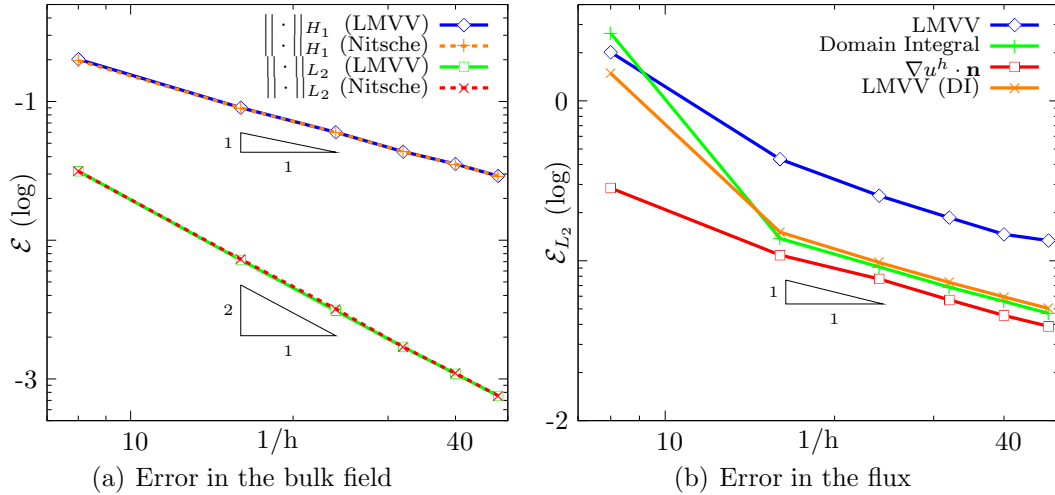 || · ||H1 (LMVV)
|| · ||H1 (Nitsche)
|| · ||L2 (LMVV)
|| · ||L2 (Nitsche)
-1
-3
ℰ (log)
1
1
2
1
10
1/h
40
(a) Error in the bulk field
LMVV
Domain Integral
∇u^h · n
LMVV (DI)
0
-2
ℰL2 (log)
1
1
10
1/h
40
(b) Error in the flux